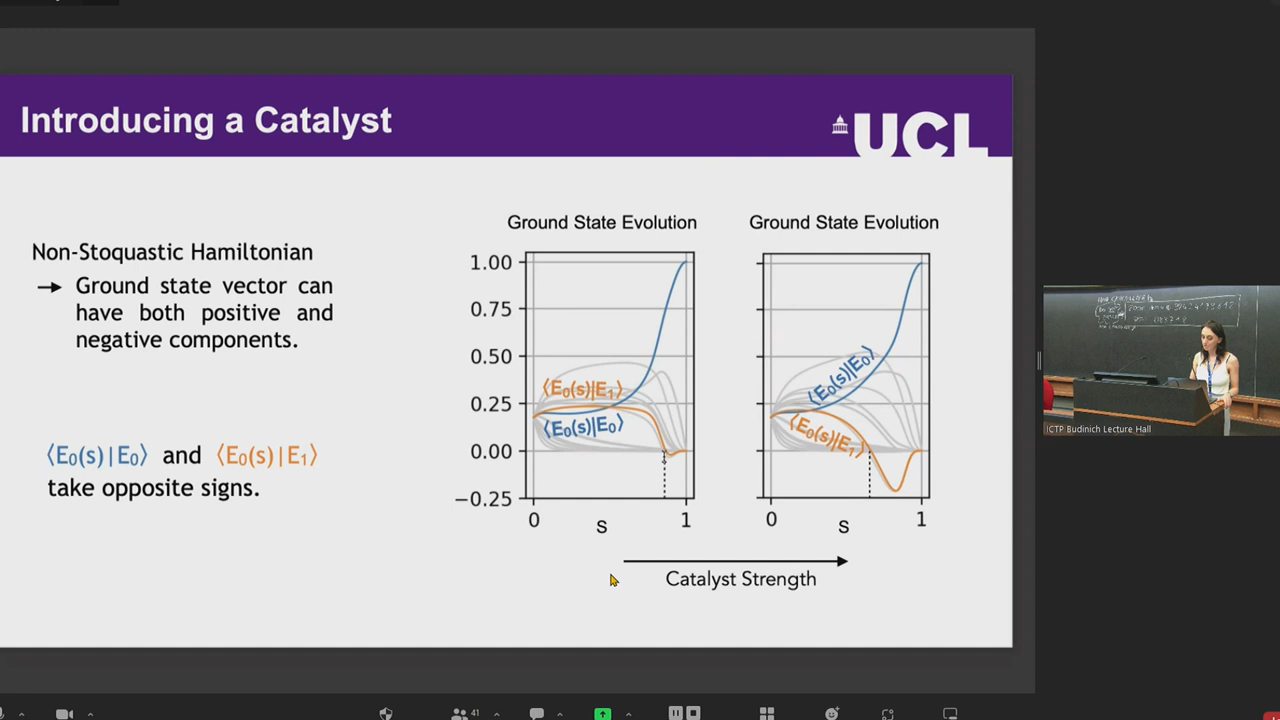 Introducing a Catalyst
UCL
Non-Stoquastic Hamiltonian
→ Ground state vector can
have both positive and
negative components.
⟨E₀(s)|E₀⟩ and ⟨E₀(s)|E₁⟩
take opposite signs.
Ground State Evolution
1.00
0.75
0.50
0.25
0.00
−0.25
⟨E₀(s)|E₁⟩
⟨E₀(s)|E₀⟩
0
1
S
Ground State Evolution
⟨E₀(s)|E₀⟩
⟨E₀(s)|E₁⟩
0
1
S
Catalyst Strength
ICTP Budinich Lecture Hall
41